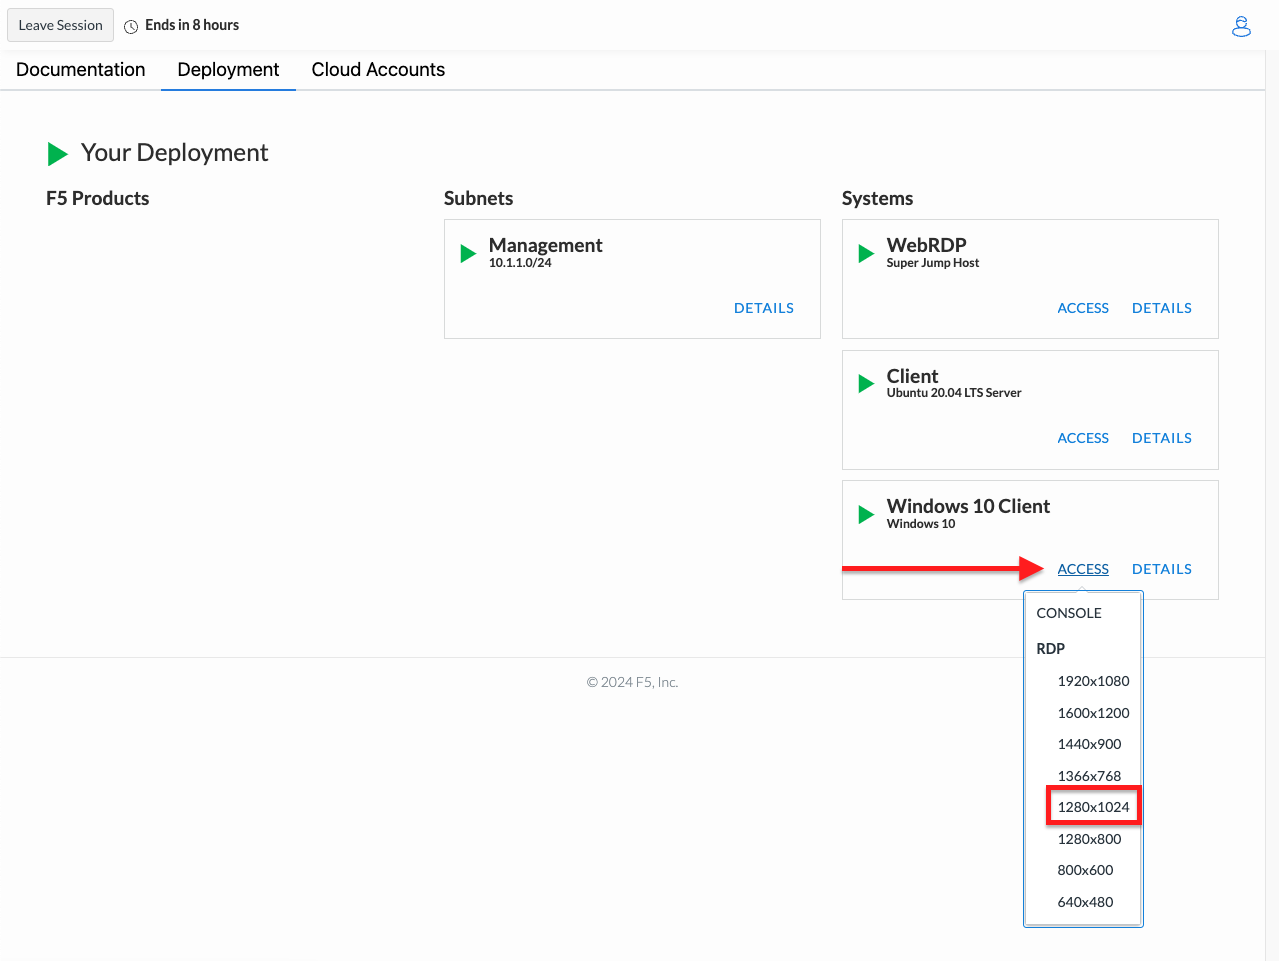 Leave Session
Ends in 8 hours
Documentation
Deployment
Cloud Accounts
Your Deployment
F5 Products
Subnets
Management
10.1.1.0/24
DETAILS
Systems
WebRDP
Super Jump Host
ACCESS DETAILS
Client
Ubuntu 20.04 LTS Server
ACCESS DETAILS
Windows 10 Client
Windows 10
ACCESS DETAILS
CONSOLE
RDP
1920x1080
1600x1200
1440x900
1366x768
1280x1024
1280x800
800x600
640x480
© 2024 F5, Inc.